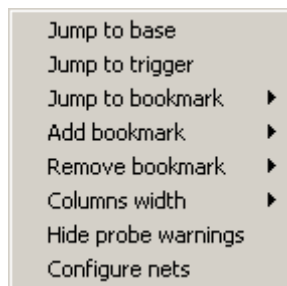 Jump to base
Jump to trigger
Jump to bookmark
Add bookmark
Remove bookmark
Columns width
Hide probe warnings
Configure nets